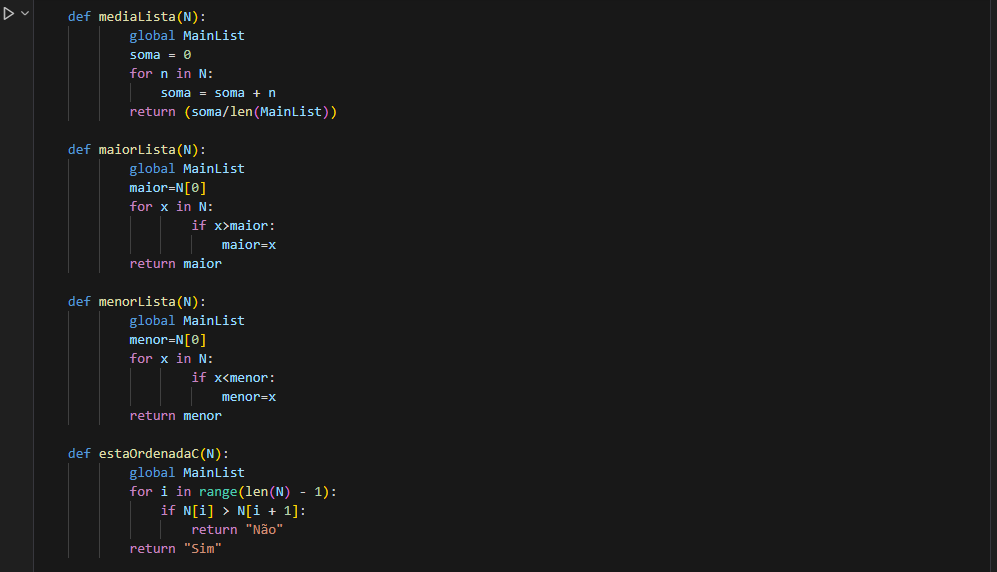 def mediaLista(N):
global MainList
soma = 0
for n in N:
soma = soma + n
return (soma/len(MainList))
def maiorLista(N):
global MainList
maior=N[0]
for x in N:
if x>maior:
maior=x
return maior
def menorLista(N):
global MainList
menor=N[0]
for x in N:
if x<menor:
menor=x
return menor
def estaOrdenadaC(N):
global MainList
for i in range(len(N) - 1):
if N[i] > N[i + 1]:
return "Não"
return "Sim"